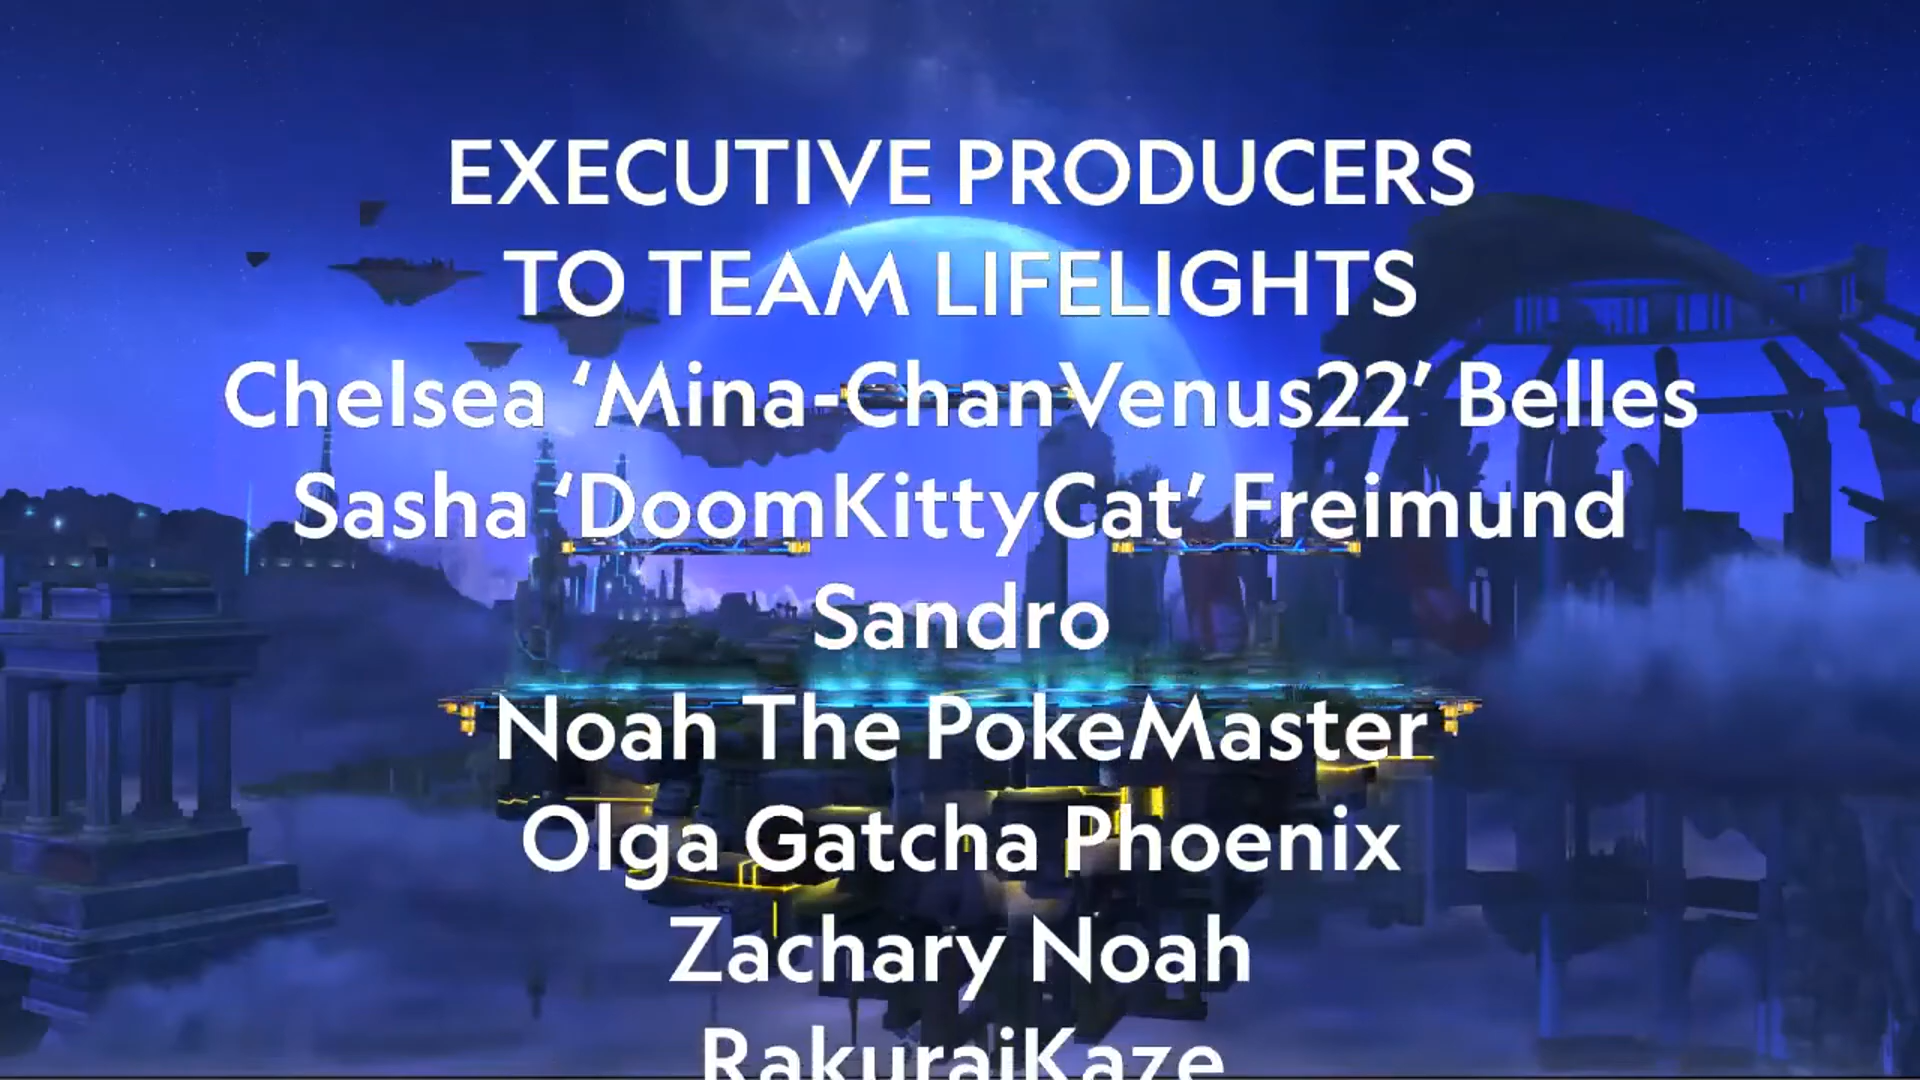 EXECUTIVE PRODUCERS
TO TEAM LIFELIGHTS
Chelsea ‘Mina-ChanVenus22’ Belles
Sasha ‘DoomKittyCat’ Freimund
Sandro
Noah The PokeMaster
Olga Gatcha Phoenix
Zachary Noah
RakuraiKaze